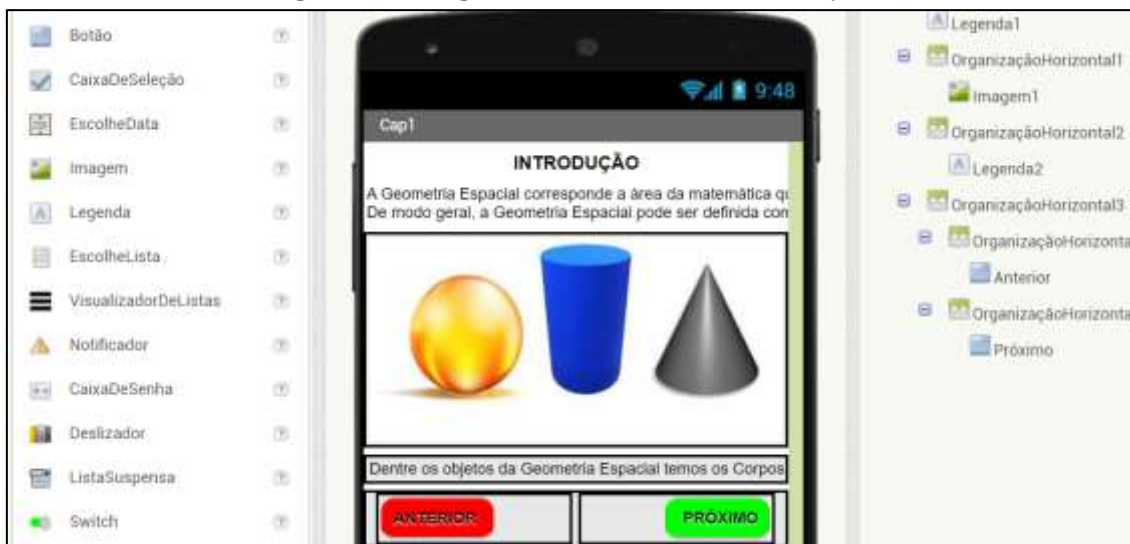 Botão
CaixaDeSeleção
EscolheData
Imagem
Legenda
EscolheLista
VisualizadorDeListas
Notificador
CaixaDeSenha
Deslizador
ListaSuspensa
Switch
9:48
Cap1
INTRODUÇÃO
A Geometria Espacial corresponde a área da matemática qu
De modo geral, a Geometria Espacial pode ser definida com
Dentre os objetos da Geometria Espacial temos os Corpos
ANTERIOR
PRÓXIMO
Legenda1
OrganizaçãoHorizontal1
Imagem1
OrganizaçãoHorizontal2
Legenda2
OrganizaçãoHorizontal3
OrganizaçãoHorizonta
Anterior
OrganizaçãoHorizonta
Próximo